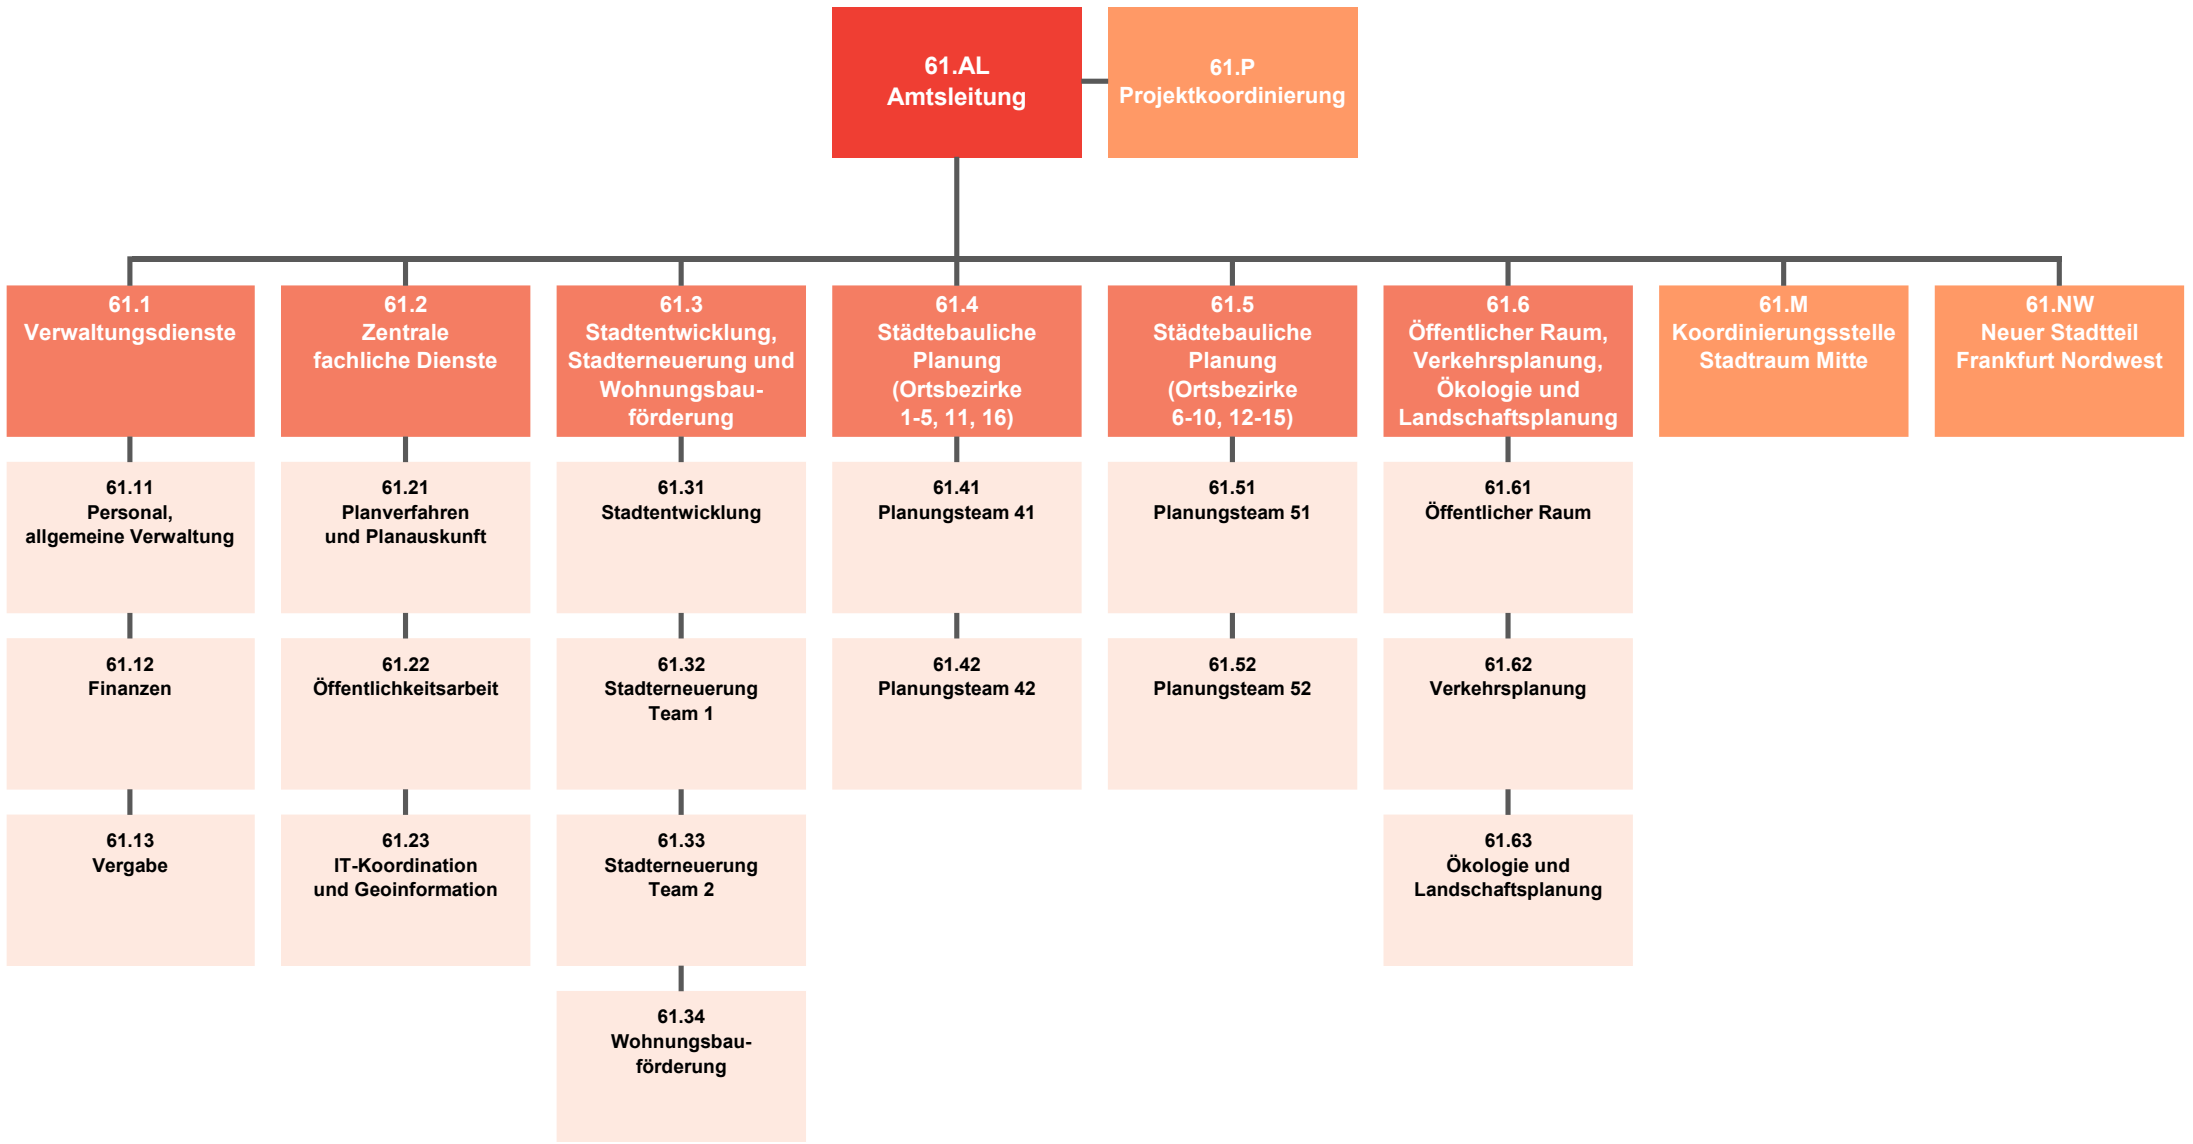 61.AL
Amtsleitung
61.P
Projektkoordinierung
61.1
Verwaltungsdienste
61.2
Zentrale
fachliche Dienste
61.3
Stadtentwicklung,
Stadterneuerung und
Wohnungsbau-
förderung
61.4
Städtebauliche
Planung
(Ortsbezirke
1-5, 11, 16)
61.5
Städtebauliche
Planung
(Ortsbezirke
6-10, 12-15)
61.6
Öffentlicher Raum,
Verkehrsplanung,
Ökologie und
Landschaftsplanung
61.M
Koordinierungsstelle
Stadtraum Mitte
61.NW
Neuer Stadtteil
Frankfurt Nordwest
61.11
Personal,
allgemeine Verwaltung
61.21
Planverfahren
und Planauskunft
61.31
Stadtentwicklung
61.41
Planungsteam 41
61.51
Planungsteam 51
61.61
Öffentlicher Raum
61.12
Finanzen
61.22
Öffentlichkeitsarbeit
61.32
Stadterneuerung
Team 1
61.42
Planungsteam 42
61.52
Planungsteam 52
61.62
Verkehrsplanung
61.13
Vergabe
61.23
IT-Koordination
und Geoinformation
61.33
Stadterneuerung
Team 2
61.63
Ökologie und
Landschaftsplanung
61.34
Wohnungsbau-
förderung